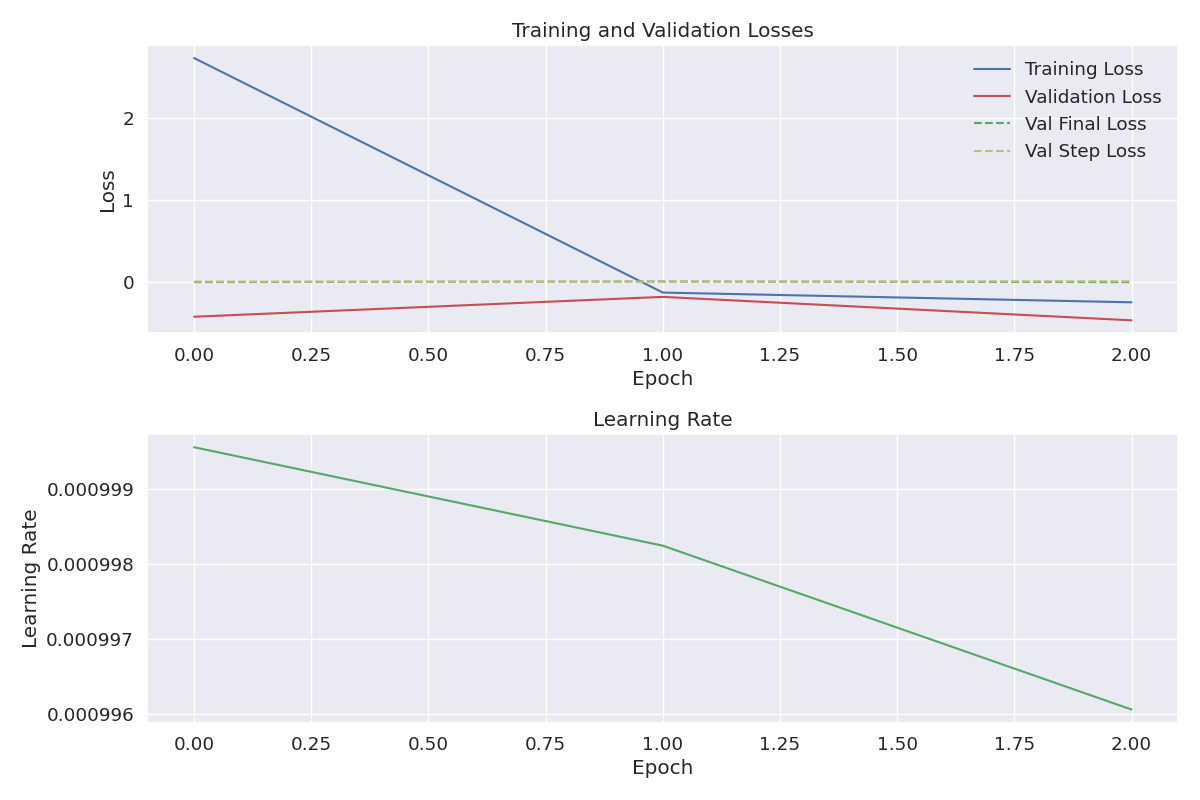 Training and Validation Losses
Training Loss
Validation Loss
Val Final Loss
Val Step Loss
Loss
2
1
0
0.00 0.25 0.50 0.75 1.00 1.25 1.50 1.75 2.00
Epoch
Learning Rate
Learning Rate
0.000999
0.000998
0.000997
0.000996
0.00 0.25 0.50 0.75 1.00 1.25 1.50 1.75 2.00
Epoch